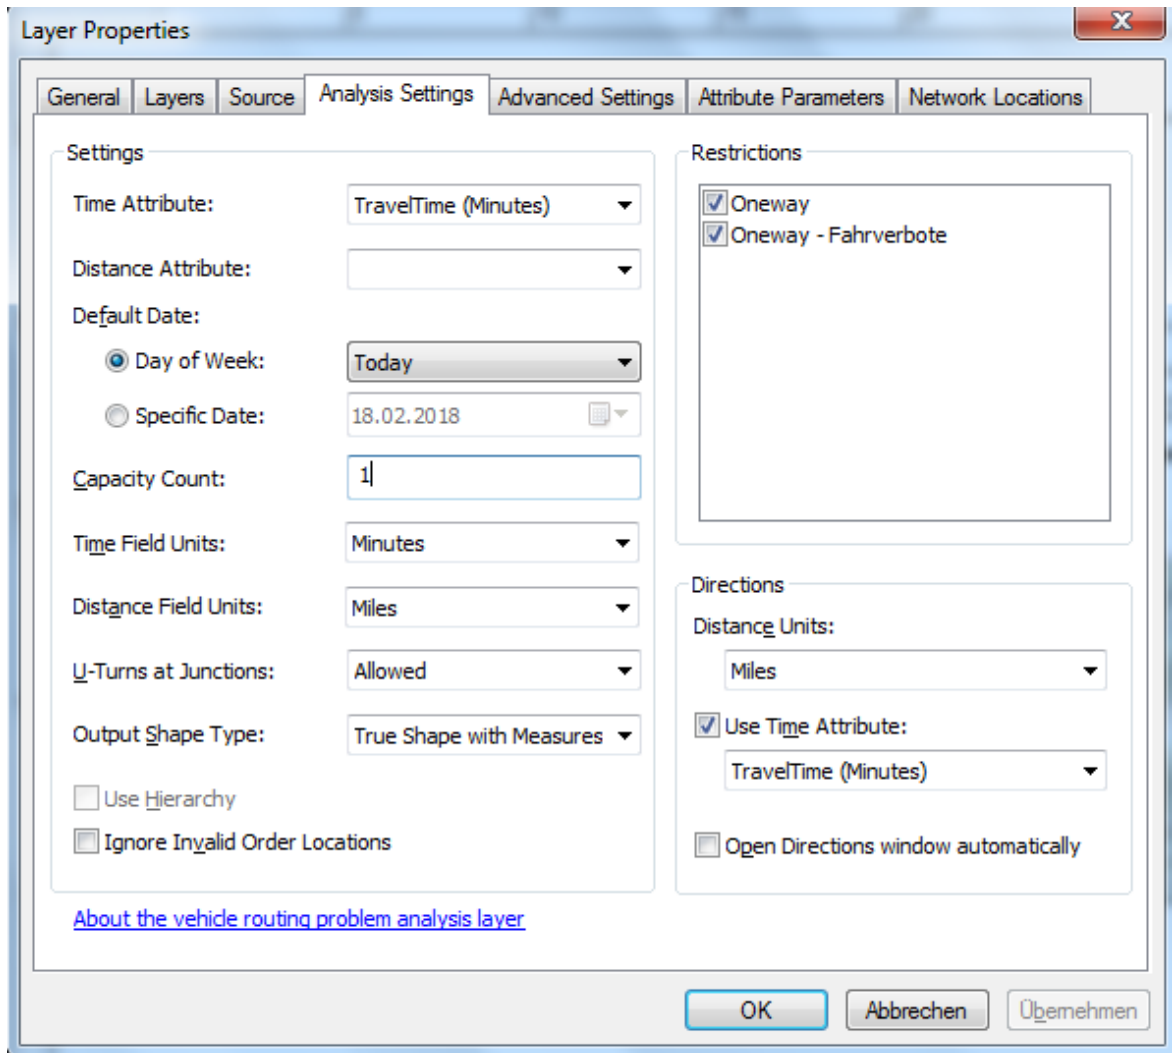 Layer Properties
General Layers Source Analysis Settings Advanced Settings Attribute Parameters Network Locations
Settings
Time Attribute: TravelTime (Minutes)
Distance Attribute:
Default Date:
Day of Week: Today
Specific Date: 18.02.2018
Capacity Count: 1
Time Field Units: Minutes
Distance Field Units: Miles
U-Turns at Junctions: Allowed
Output Shape Type: True Shape with Measures
Use Hierarchy
Ignore Invalid Order Locations
About the vehicle routing problem analysis layer
Restrictions
Oneway
Oneway - Fahrverbote
Directions
Distance Units:
Miles
Use Time Attribute:
TravelTime (Minutes)
Open Directions window automatically
OK Abbrechen Übernehmen